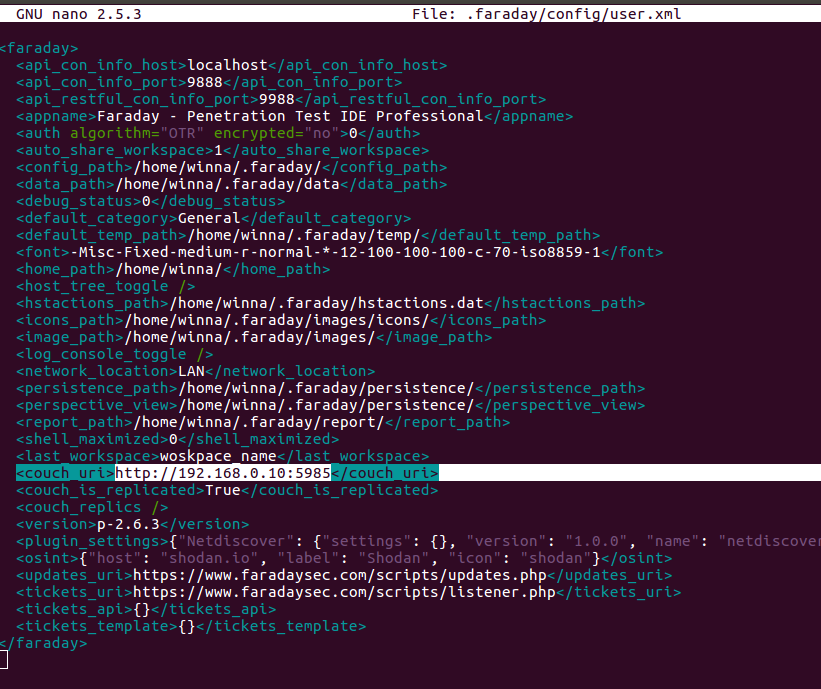 GNU nano 2.5.3 File: .faraday/config/user.xml
<faraday>
<api_con_info_host>localhost</api_con_info_host>
<api_con_info_port>9888</api_con_info_port>
<api_restful_con_info_port>9988</api_restful_con_info_port>
<appname>Faraday - Penetration Test IDE Professional</appname>
<auth algorithm="OTR" encrypted="no">0</auth>
<auto_share_workspace>1</auto_share_workspace>
<config_path>/home/winna/.faraday/</config_path>
<data_path>/home/winna/.faraday/data</data_path>
<debug_status>0</debug_status>
<default_category>General</default_category>
<default_temp_path>/home/winna/.faraday/temp/</default_temp_path>
<font>-Misc-Fixed-medium-r-normal-*-12-100-100-100-c-70-iso8859-1</font>
<home_path>/home/winna/</home_path>
<host_tree_toggle />
<hstactions_path>/home/winna/.faraday/hstactions.dat</hstactions_path>
<icons_path>/home/winna/.faraday/images/icons/</icons_path>
<image_path>/home/winna/.faraday/images/</image_path>
<log_console_toggle />
<network_location>LAN</network_location>
<persistence_path>/home/winna/.faraday/persistence/</persistence_path>
<perspective_view>/home/winna/.faraday/persistence/</perspective_view>
<report_path>/home/winna/.faraday/report/</report_path>
<shell_maximized>0</shell_maximized>
<last_workspace>woskpace_name</last_workspace>
<couch_uri>http://192.168.0.10:5985</couch_uri>
<couch_is_replicated>True</couch_is_replicated>
<couch_replics />
<version>p-2.6.3</version>
<plugin_settings>{"Netdiscover": {"settings": {}, "version": "1.0.0", "name": "netdiscover
<osint>{"host": "shodan.io", "label": "Shodan", "icon": "shodan"}</osint>
<updates_uri>https://www.faradaysec.com/scripts/updates.php</updates_uri>
<tickets_uri>https://www.faradaysec.com/scripts/listener.php</tickets_uri>
<tickets_api>{}</tickets_api>
<tickets_template>{}</tickets_template>
</faraday>